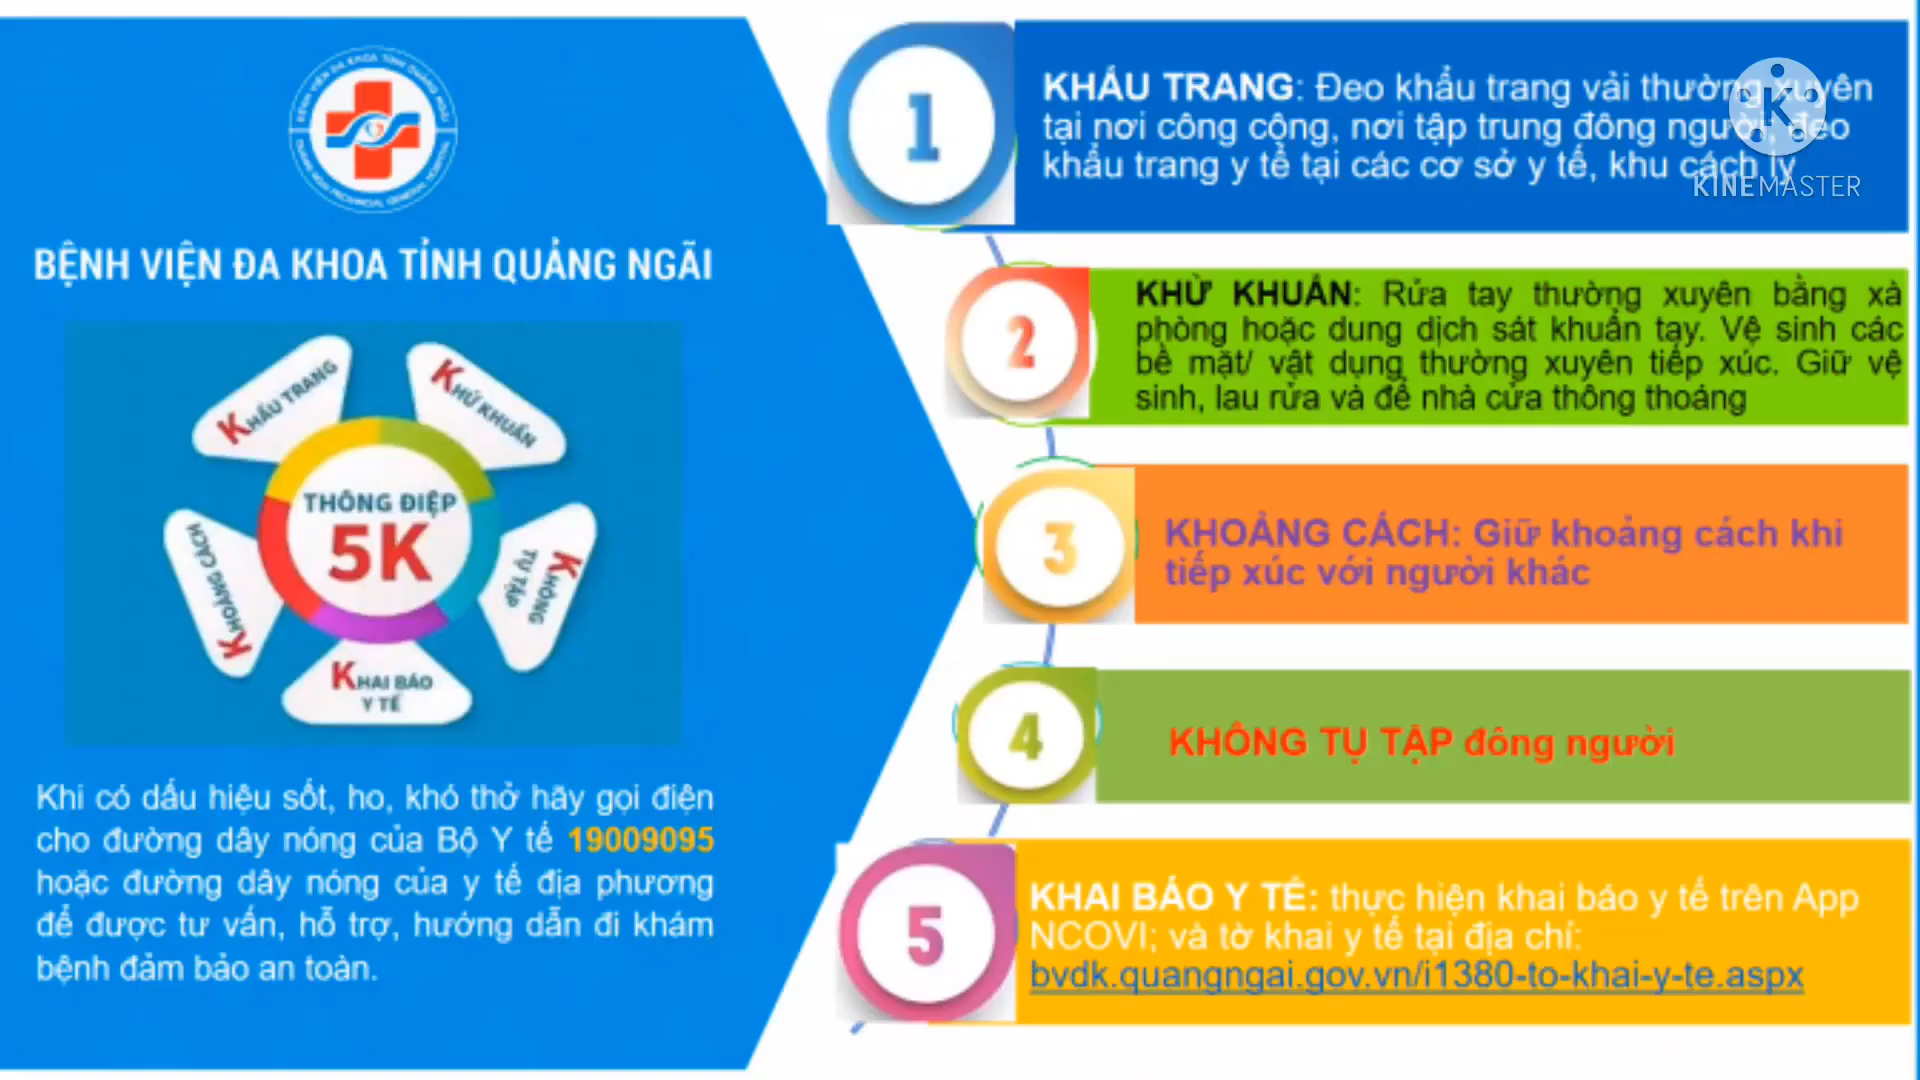 BỆNH VIỆN ĐA KHOA TỈNH QUẢNG NGÃI
BỆNH VIỆN ĐA KHOA TỈNH QUẢNG NGÃI
KHẨU TRANG
KHỬ KHUẨN
THÔNG ĐIỆP
5K
KHOẢNG CÁCH
KHÔNG
TỤ TẬP
KHAI BÁO
Y TẾ
Khi có dấu hiệu sốt, ho, khó thở hãy gọi điện
cho đường dây nóng của Bộ Y tế 19009095
hoặc đường dây nóng của y tế địa phương
để được tư vấn, hỗ trợ, hướng dẫn đi khám
bệnh đảm bảo an toàn.
1
KHẨU TRANG: Đeo khẩu trang vải thường xuyên
tại nơi công cộng, nơi tập trung đông người; đeo
khẩu trang y tế tại các cơ sở y tế, khu cách ly
KINEMASTER
2
KHỬ KHUẨN: Rửa tay thường xuyên bằng xà
phòng hoặc dung dịch sát khuẩn tay. Vệ sinh các
bề mặt/ vật dụng thường xuyên tiếp xúc. Giữ vệ
sinh, lau rửa và để nhà cửa thông thoáng
3
KHOẢNG CÁCH: Giữ khoảng cách khi
tiếp xúc với người khác
4
KHÔNG TỤ TẬP đông người
5
KHAI BÁO Y TẾ: thực hiện khai báo y tế trên App
NCOVI; và tờ khai y tế tại địa chỉ:
bvdk.quangngai.gov.vn/i1380-to-khai-y-te.aspx